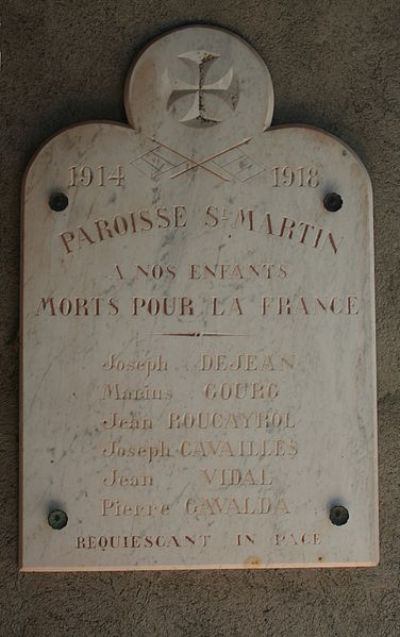 1914 1918
PAROISSE St MARTIN
A NOS ENFANTS
MORTS POUR LA FRANCE
Joseph DEJEAN
Marius GOURG
Jean ROUCAYROL
Joseph CAVAILLES
Jean VIDAL
Pierre GAVALDA
REQUIESCANT IN PACE